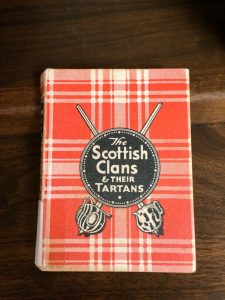 The
Scottish
Clans
& THEIR
TARTANS